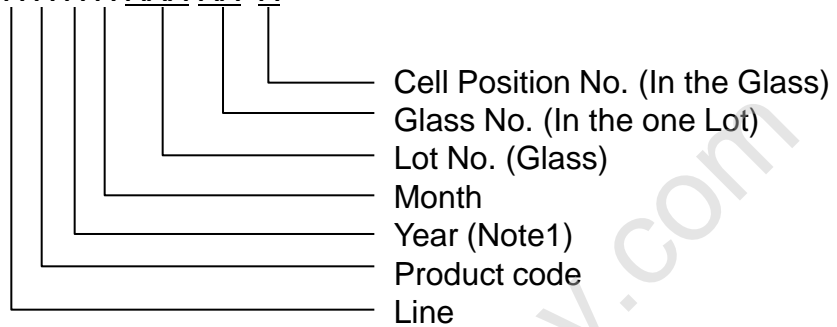 Cell Position No. (In the Glass)
Glass No. (In the one Lot)
Lot No. (Glass)
Month
Year (Note1)
Product code
Line